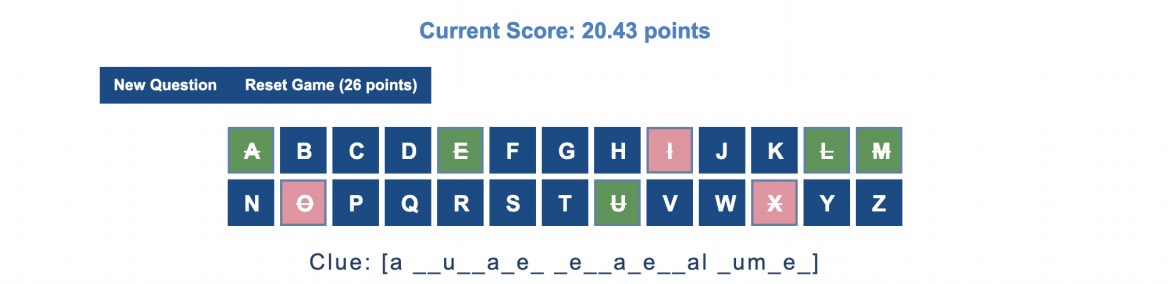 Current Score: 20.43 points
New Question Reset Game (26 points)
A B C D E F G H I J K L M
N O P Q R S T U V W X Y Z
Clue: [a __u__a_e_ _e__a_e__al _um_e_]